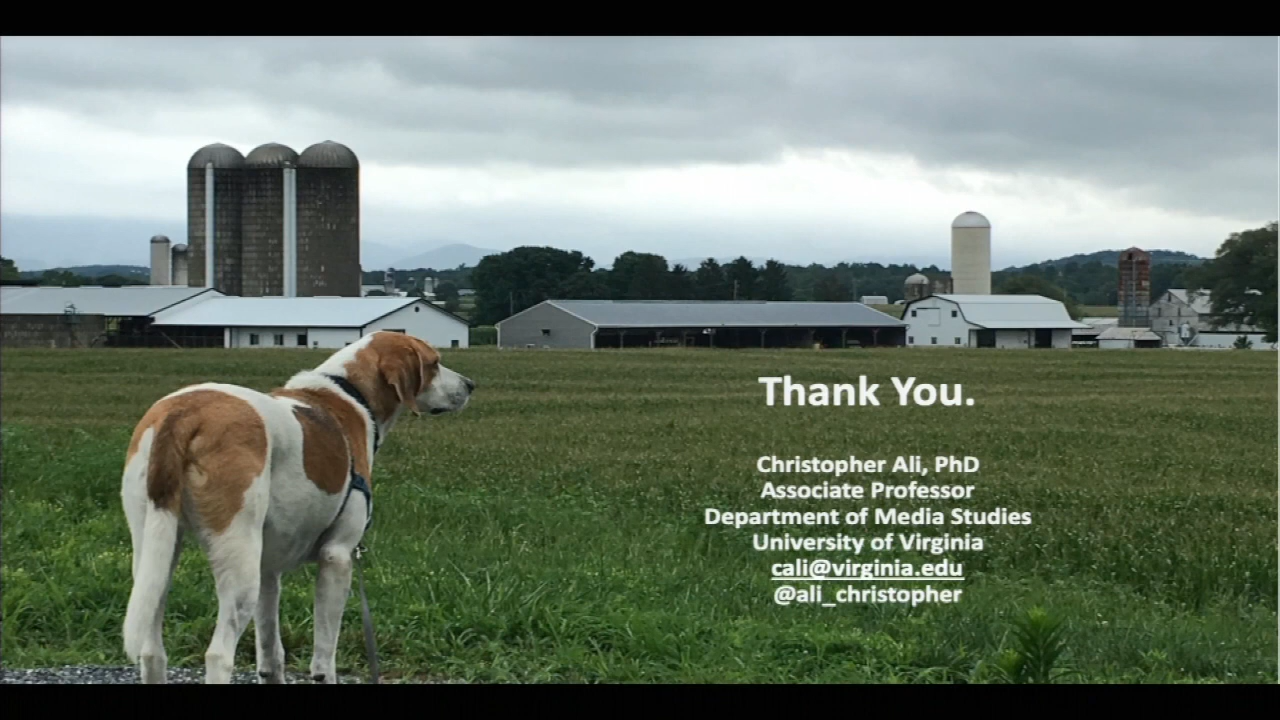 Thank You.
Christopher Ali, PhD
Associate Professor
Department of Media Studies
University of Virginia
cali@virginia.edu
@ali_christopher